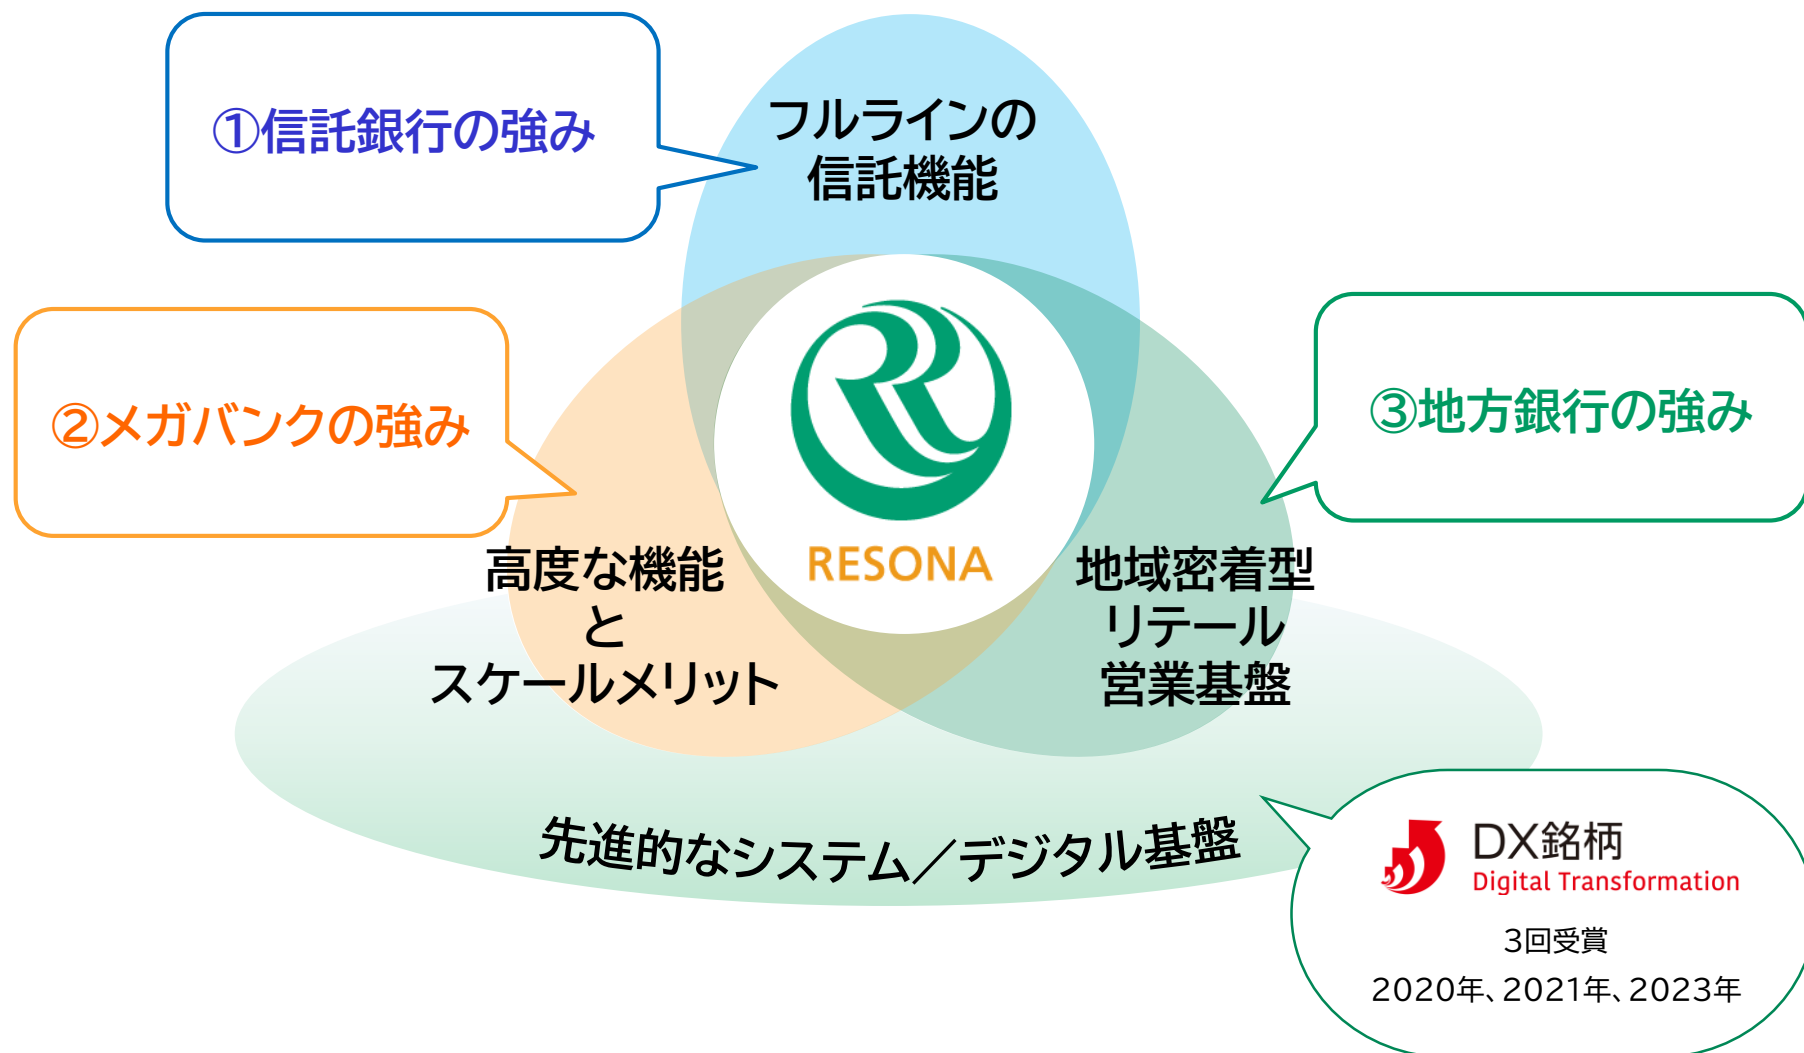 ①信託銀行の強み
フルラインの
信託機能
②メガバンクの強み
③地方銀行の強み
RESONA
高度な機能
と
スケールメリット
地域密着型
リテール
営業基盤
先進的なシステム／デジタル基盤
DX銘柄
Digital Transformation
3回受賞
2020年、2021年、2023年